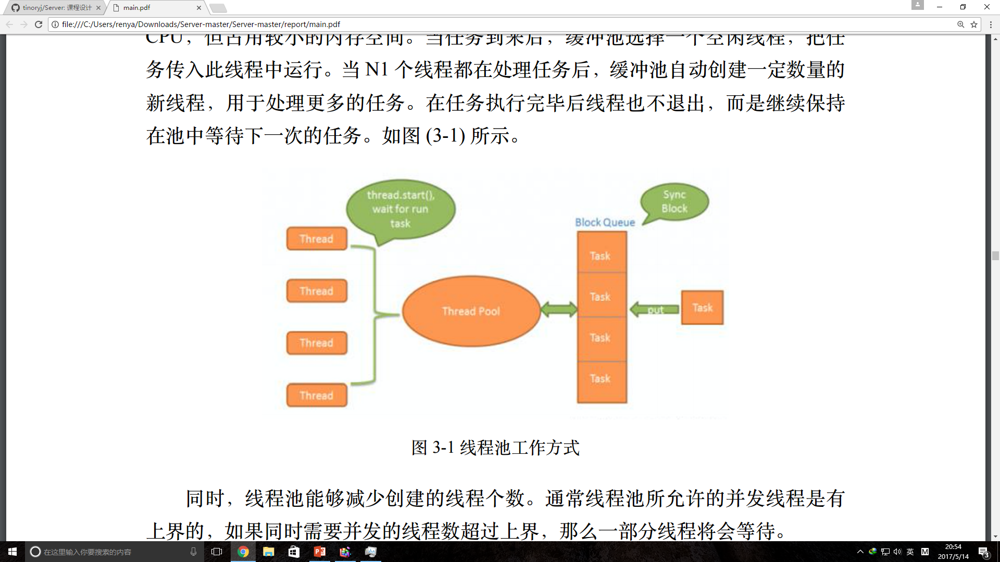 tinoryj/Server: 课程设计
main.pdf
file:///C:/Users/renya/Downloads/Server-master/Server-master/report/main.pdf
CPU，但占用较小的内存空间。当任务到来后，缓冲池选择一个空闲线程，把任
务传入此线程中运行。当 N1 个线程都在处理任务后，缓冲池自动创建一定数量的
新线程，用于处理更多的任务。在任务执行完毕后线程也不退出，而是继续保持
在池中等待下一次的任务。如图 (3-1) 所示。
thread.start(),
wait for run
task
Sync
Block
Block Queue
Thread
Thread
Thread
Thread
Thread Pool
Task
Task
Task
Task
put
Task
图 3-1 线程池工作方式
同时，线程池能够减少创建的线程个数。通常线程池所允许的并发线程是有
上界的，如果同时需要并发的线程数超过上界，那么一部分线程将会等待。
在这里输入你要搜索的内容
英
M
20:54
2017/5/14
3